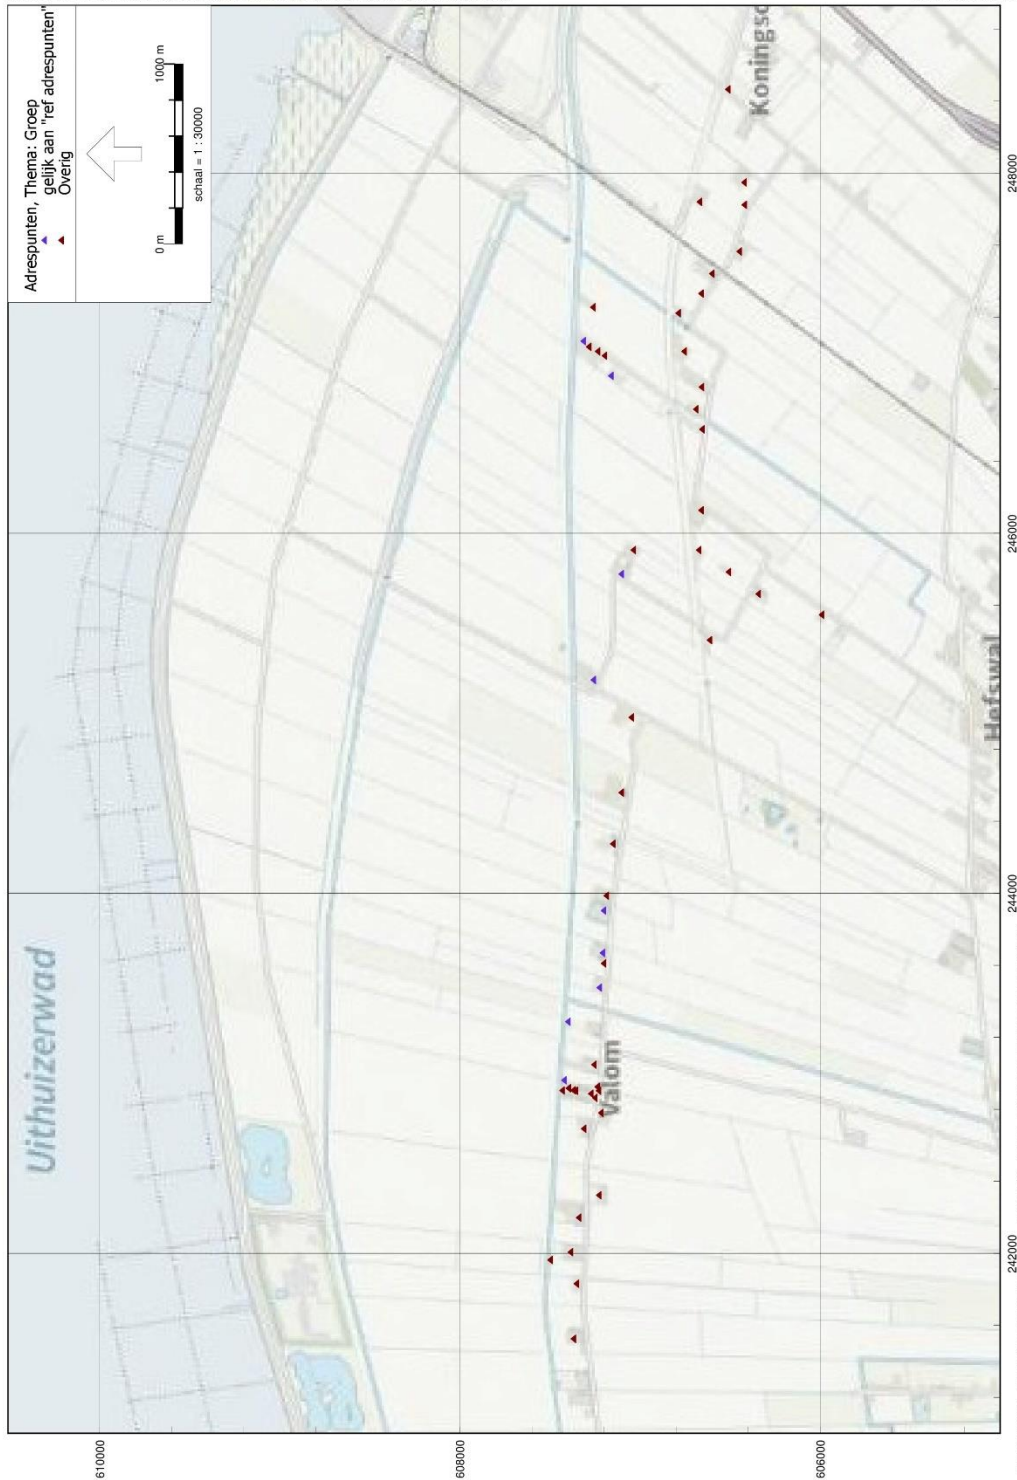 Adrespunten, Thema: Groep
gelijk aan "ref adrespunten"
Overig
0 m
1000 m
schaal = 1 : 30000
Uithuizerwad
Valom
Hefswal
Koningsc
610000
608000
606000
242000
244000
246000
248000